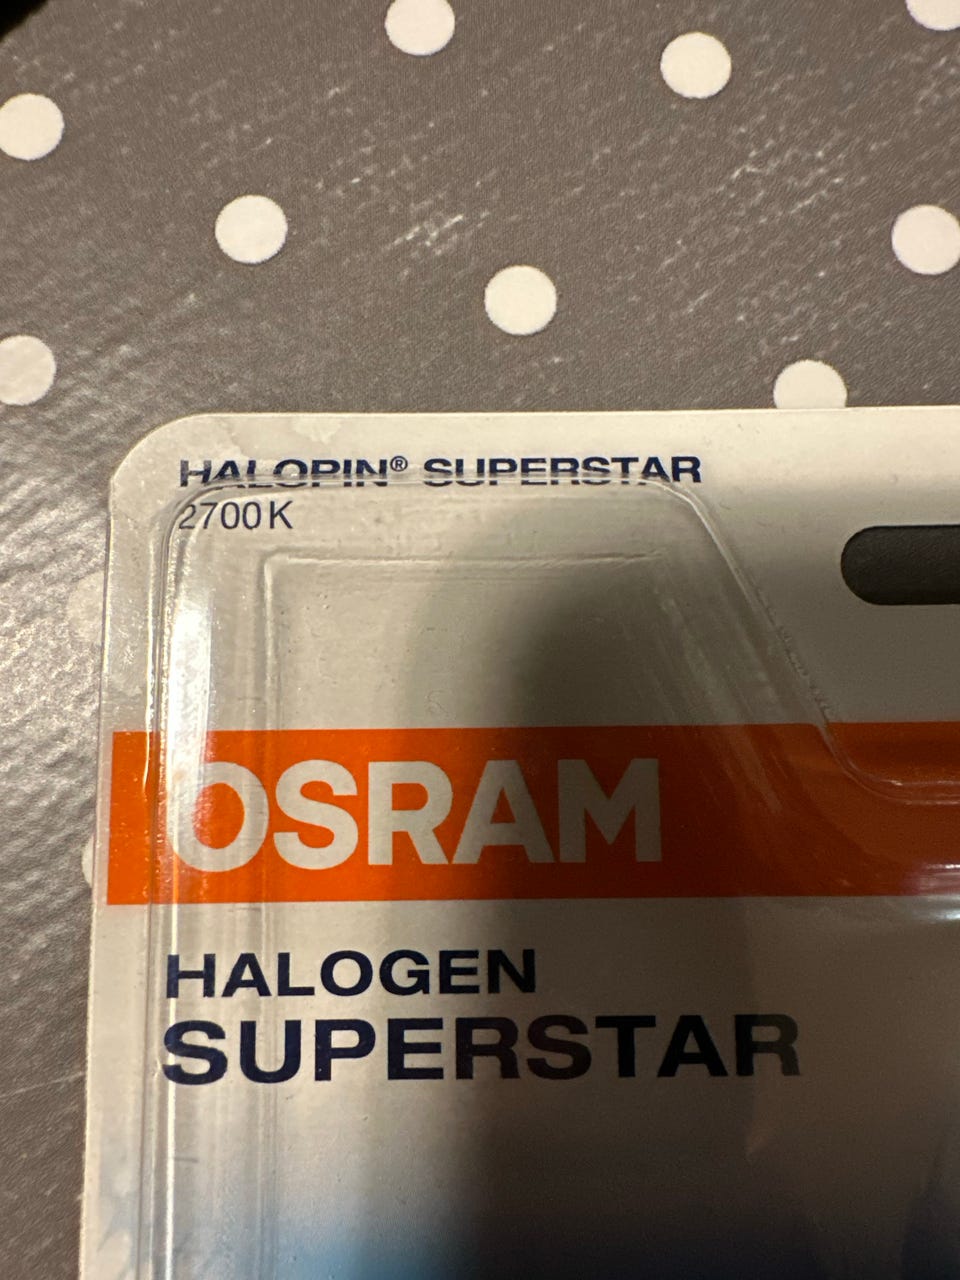 HALOPIN® SUPERSTAR
2700 K
OSRAM
HALOGEN
SUPERSTAR